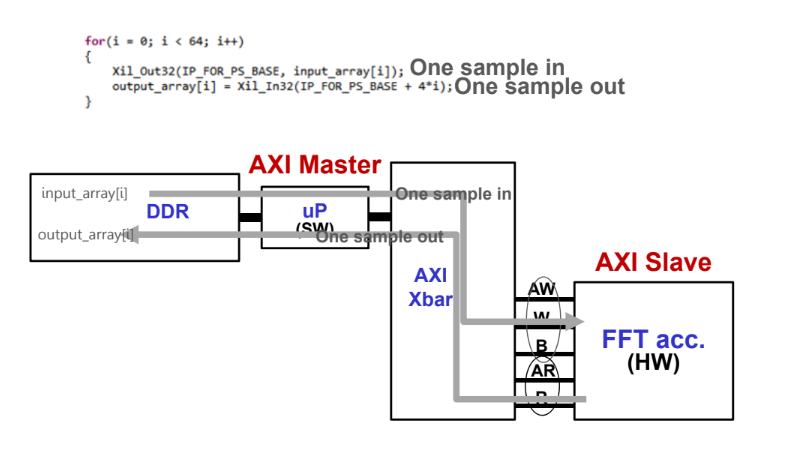 for(i = 0; i < 64; i++)
{
Xil_Out32(IP_FOR_PS_BASE, input_array[i]); One sample in
output_array[i] = Xil_In32(IP_FOR_PS_BASE + 4*i); One sample out
}
AXI Master
input_array[i]
DDR
output_array[i]
uP
(SW)
One sample in
One sample out
AXI
Xbar
AXI Slave
AW
W
B
AR
R
FFT acc.
(HW)